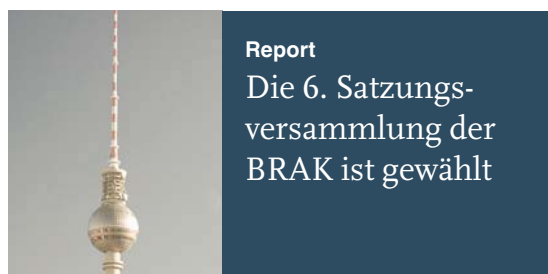 Report
Die 6. Satzungs-
versammlung der
BRAK ist gewählt